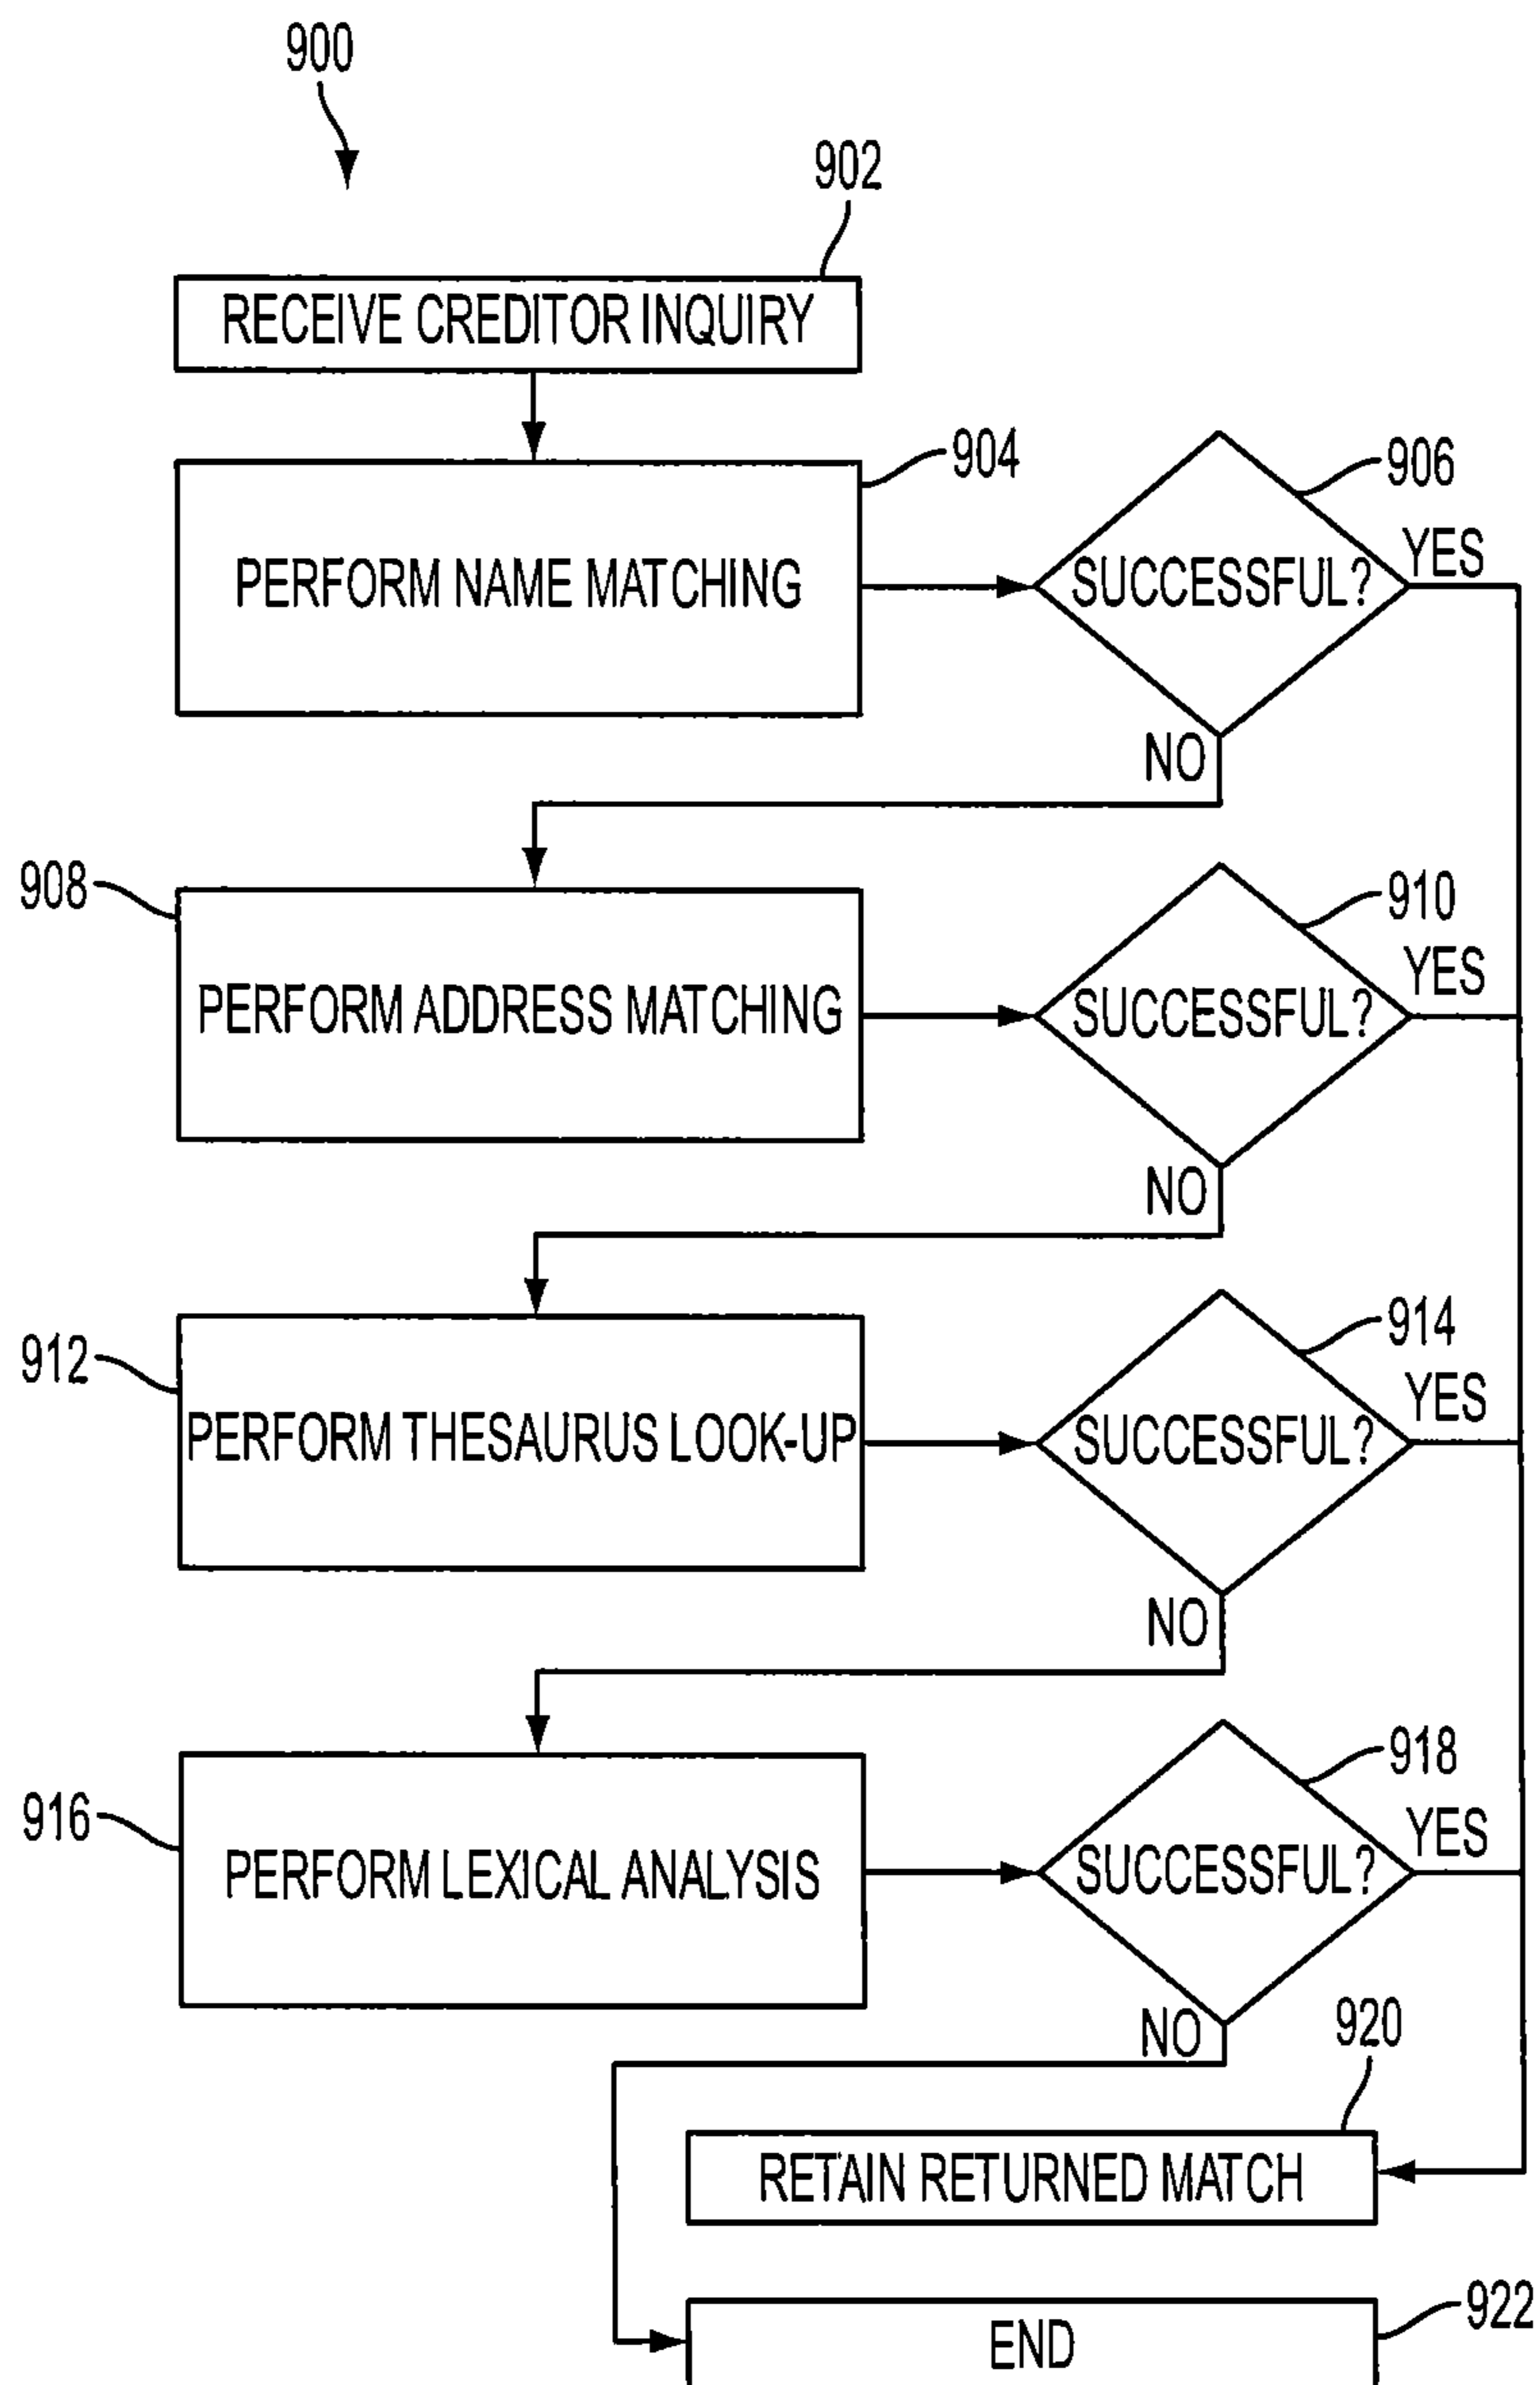 900
902
RECEIVE CREDITOR INQUIRY
904
906
PERFORM NAME MATCHING
SUCCESSFUL?
YES
NO
908
910
PERFORM ADDRESS MATCHING
SUCCESSFUL?
YES
NO
912
914
PERFORM THESAURUS LOOK-UP
SUCCESSFUL?
YES
NO
916
918
PERFORM LEXICAL ANALYSIS
SUCCESSFUL?
YES
NO
920
RETAIN RETURNED MATCH
922
END